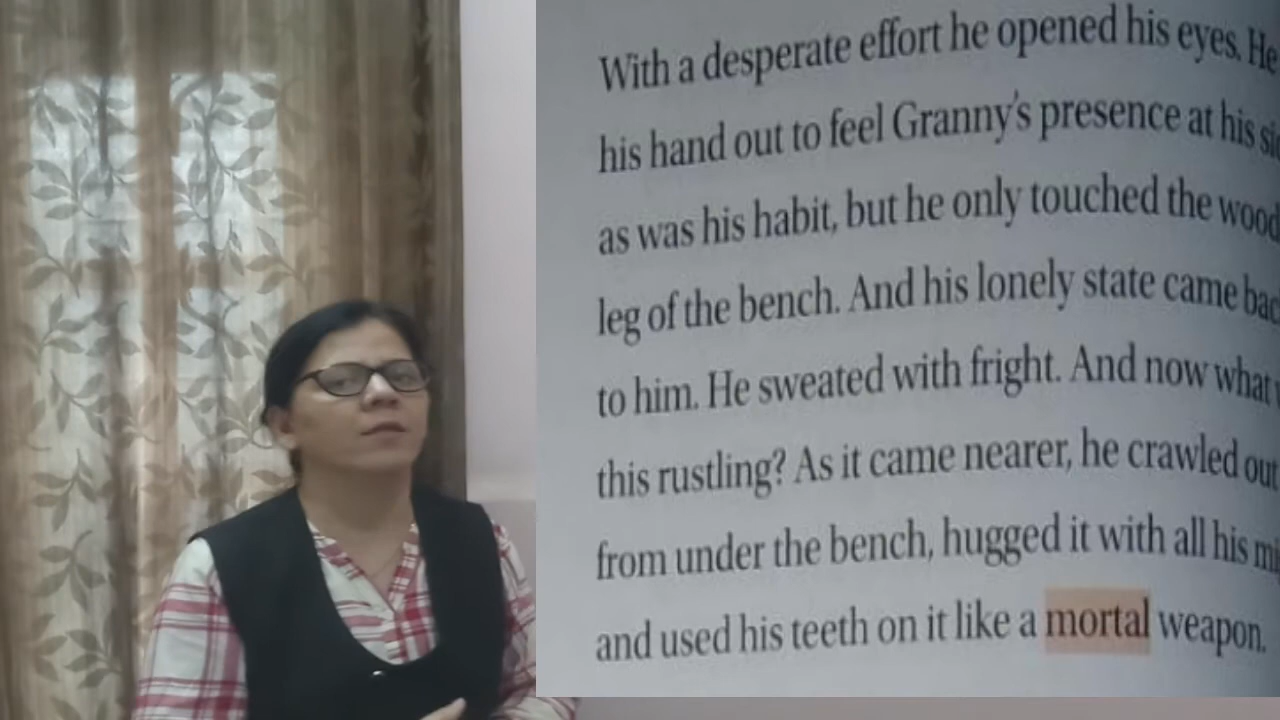 With a desperate effort he opened his eyes. He
his hand out to feel Granny's presence at his
as was his habit, but he only touched the
leg of the bench. And his lonely state came
to him. He sweated with fright. And now what
this rustling? As it came nearer, he crawled out
from under the bench, hugged it with all his
and used his teeth on it like a mortal weapon.